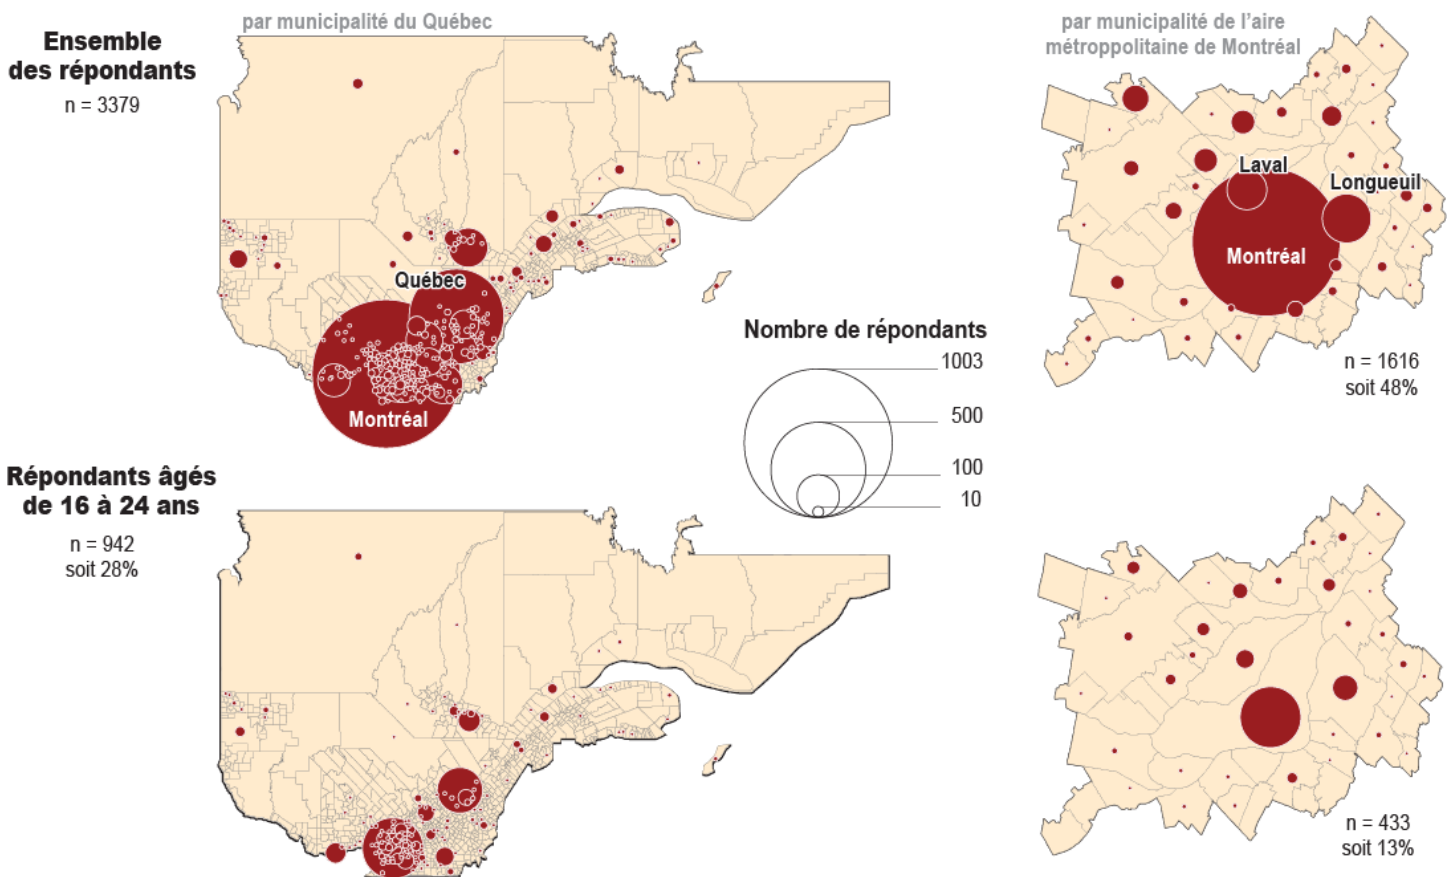 par municipalité du Québec
par municipalité de l'aire
métroppolitaine de Montréal
Ensemble
des répondants
n = 3379
Laval
Longueuil
Montréal
Québec
Montréal
n = 1616
soit 48%
Nombre de répondants
1003
500
100
10
Répondants âgés
de 16 à 24 ans
n = 942
soit 28%
n = 433
soit 13%